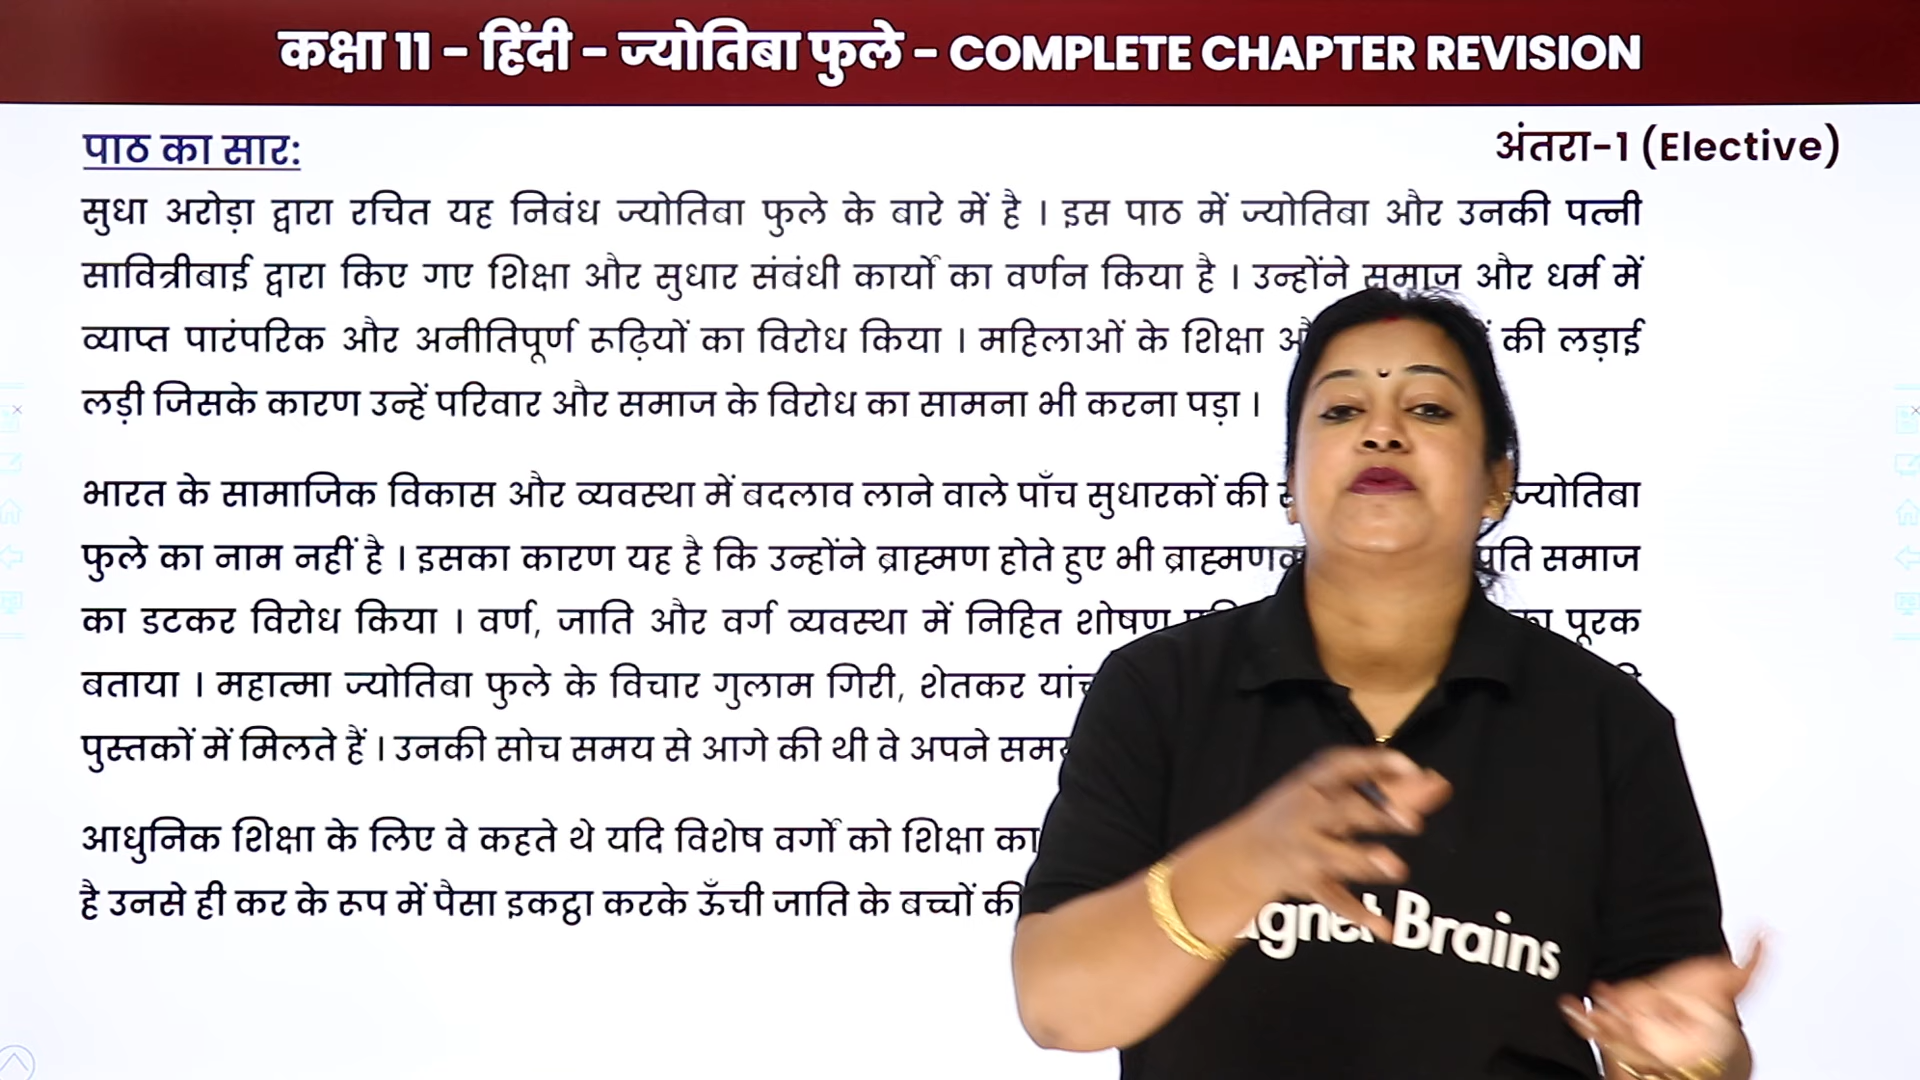 कक्षा 11 – हिंदी – ज्योतिबा फुले – COMPLETE CHAPTER REVISION
पाठ का सार:
अंतरा-1 (Elective)
सुधा अरोड़ा द्वारा रचित यह निबंध ज्योतिबा फुले के बारे में है । इस पाठ में ज्योतिबा और उनकी पत्नी
सावित्रीबाई द्वारा किए गए शिक्षा और सुधार संबंधी कार्यों का वर्णन किया है । उन्होंने समाज और धर्म में
व्याप्त पारंपरिक और अनीतिपूर्ण रूढ़ियों का विरोध किया । महिलाओं के शिक्षा की लड़ाई
लड़ी जिसके कारण उन्हें परिवार और समाज के विरोध का सामना भी करना पड़ा ।
भारत के सामाजिक विकास और व्यवस्था में बदलाव लाने वाले पाँच सुधारकों की ज्योतिबा
फुले का नाम नहीं है । इसका कारण यह है कि उन्होंने ब्राह्मण होते हुए भी समाज
का डटकर विरोध किया । वर्ण, जाति और वर्ग व्यवस्था में निहित शोषण पूरक
बताया । महात्मा ज्योतिबा फुले के विचार गुलाम गिरी, शेतकर
पुस्तकों में मिलते हैं । उनकी सोच समय से आगे की थी वे अपने
आधुनिक शिक्षा के लिए वे कहते थे यदि विशेष वर्गों को शिक्षा का
है उनसे ही कर के रूप में पैसा इकट्ठा करके ऊँची जाति के बच्चों की
Brains